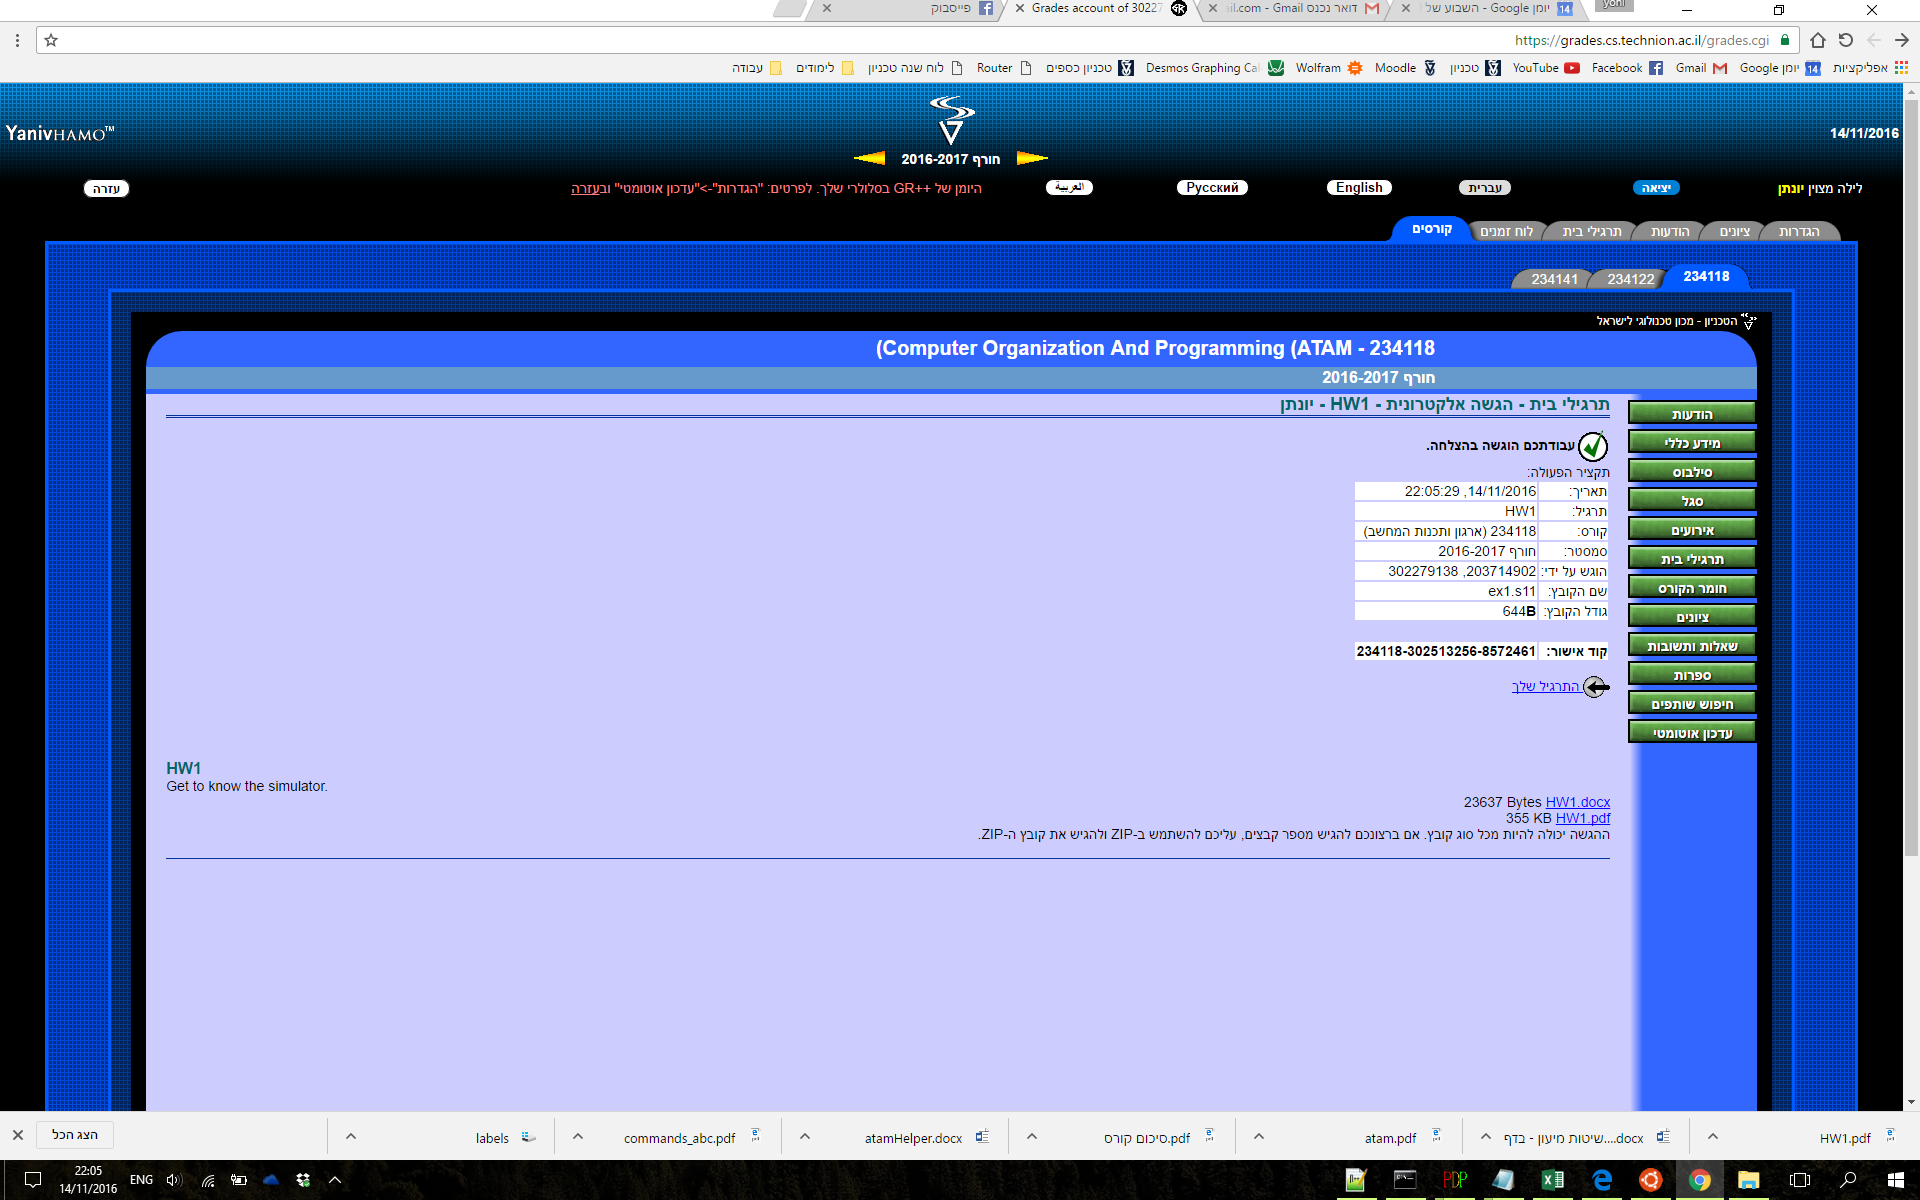 פייסבוק
Grades account of 30227
דואר נכנס - Gmail - il.com
יומן Google - השבוע של
yoni
https://grades.cs.technion.ac.il/grades.cgi
אפליקציות יומן Google Gmail Facebook YouTube טכניון Moodle Wolfram Desmos Graphing Cal טכניון כספים Router לוח שנה טכניון לימודים עבודה
YanivHAMO™
14/11/2016
חורף 2016-2017
לילה מצוין יונתן
יציאה
עברית
English
Русский
العربية
היומן של GR++ בסלולרי שלך. לפרטים: "הגדרות"->"עדכון אוטומטי" ובעזרה
עזרה
הגדרות ציונים הודעות תרגילי בית לוח זמנים קורסים
234118 234122 234141
הטכניון - מכון טכנולוגי לישראל
(Computer Organization And Programming (ATAM - 234118
חורף 2016-2017
הודעות
מידע כללי
סילבוס
סגל
אירועים
תרגילי בית
חומר הקורס
ציונים
שאלות ותשובות
ספרות
חיפוש שותפים
עדכון אוטומטי
תרגילי בית - הגשה אלקטרונית - HW1 - יונתן
עבודתכם הוגשה בהצלחה.
תקציר הפעולה:
תאריך: 14/11/2016, 22:05:29
תרגיל: HW1
קורס: 234118 (ארגון ותכנות המחשב)
סמסטר: חורף 2016-2017
הוגש על ידי: 203714902, 302279138
שם הקובץ: ex1.s11
גודל הקובץ: 644B
קוד אישור: 234118-302513256-8572461
התרגיל שלך
HW1
Get to know the simulator.
23637 Bytes HW1.docx
355 KB HW1.pdf
ההגשה יכולה להיות מכל סוג קובץ. אם ברצונכם להגיש מספר קבצים, עליכם להשתמש ב-ZIP ולהגיש את קובץ ה-ZIP.
HW1.pdf
שיטות מיעון - בדף....docx
atam.pdf
סיכום קורס.pdf
atamHelper.docx
commands_abc.pdf
labels
הצג הכל
22:05
14/11/2016
ENG
PDP